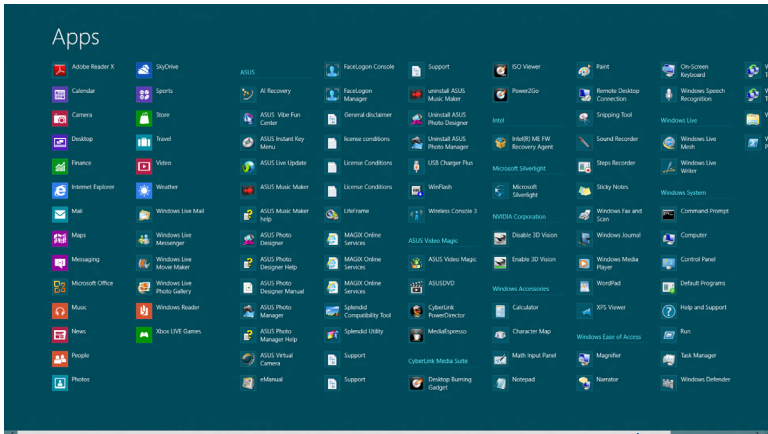 Apps
Adobe Reader X
Calendar
Camera
Desktop
Finance
Internet Explorer
Mail
Maps
Messaging
Microsoft Office
Music
News
People
Photos
SkyDrive
Sports
Store
Travel
Video
Weather
Windows Live Mail
Windows Live
Messenger
Windows Live
Movie Maker
Windows Live
Photo Gallery
Windows Reader
Xbox LIVE Games
ASUS
AI Recovery
ASUS Vibe Fun
Center
ASUS Instant Key
Menu
ASUS Live Update
ASUS Music Maker
ASUS Music Maker
help
ASUS Photo
Designer
ASUS Photo
Designer Help
ASUS Photo
Designer Manual
ASUS Photo
Manager
ASUS Photo
Manager Help
ASUS Virtual
Camera
eManual
FaceLogon Console
FaceLogon
Manager
General disclaimer
license conditions
License Conditions
License Conditions
LifeFrame
MAGIX Online
Services
MAGIX Online
Services
MAGIX Online
Services
Splendid
Compatibility Tool
Splendid Utility
Support
Support
Support
uninstall ASUS
Music Maker
Uninstall ASUS
Photo Designer
Uninstall ASUS
Photo Manager
USB Charger Plus
WinFlash
Wireless Console 3
ASUS Video Magic
ASUS Video Magic
ASUSDVD
CyberLink
PowerDirector
MediaEspresso
CyberLink Media Suite
Desktop Burning
Gadget
ISO Viewer
Power2Go
Intel
Intel(R) ME FW
Recovery Agent
Microsoft Silverlight
Microsoft
Silverlight
NVIDIA Corporation
Disable 3D Vision
Enable 3D Vision
Windows Accessories
Calculator
Character Map
Math Input Panel
Notepad
Paint
Remote Desktop
Connection
Snipping Tool
Sound Recorder
Steps Recorder
Sticky Notes
Windows Fax and
Scan
Windows Journal
Windows Media
Player
WordPad
XPS Viewer
Windows Ease of Access
Magnifier
Narrator
On-Screen
Keyboard
Windows Speech
Recognition
Windows Live
Windows Live
Mesh
Windows Live
Writer
Windows System
Command Prompt
Computer
Control Panel
Default Programs
Help and Support
Run
Task Manager
Windows Defender